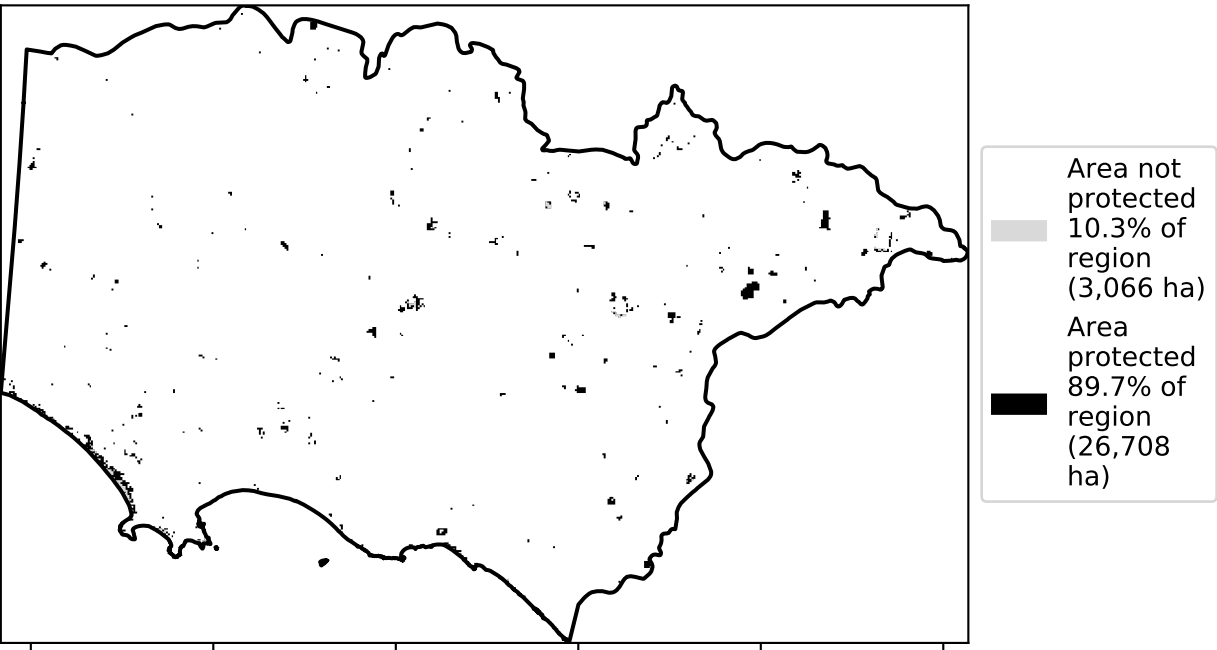 Area not
protected
10.3% of
region
(3,066 ha)
Area
protected
89.7% of
region
(26,708
ha)